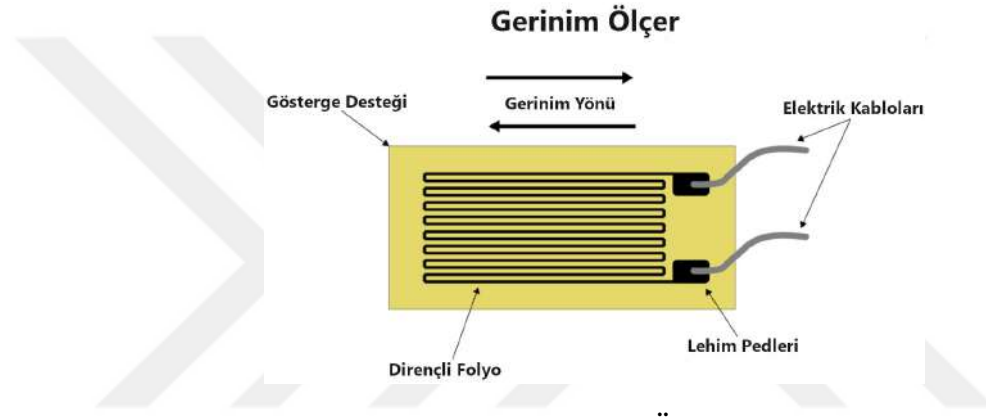 Gerinim Ölçer
Gösterge Desteği
Gerinim Yönü
Elektrik Kabloları
Lehim Pedleri
Dirençli Folyo